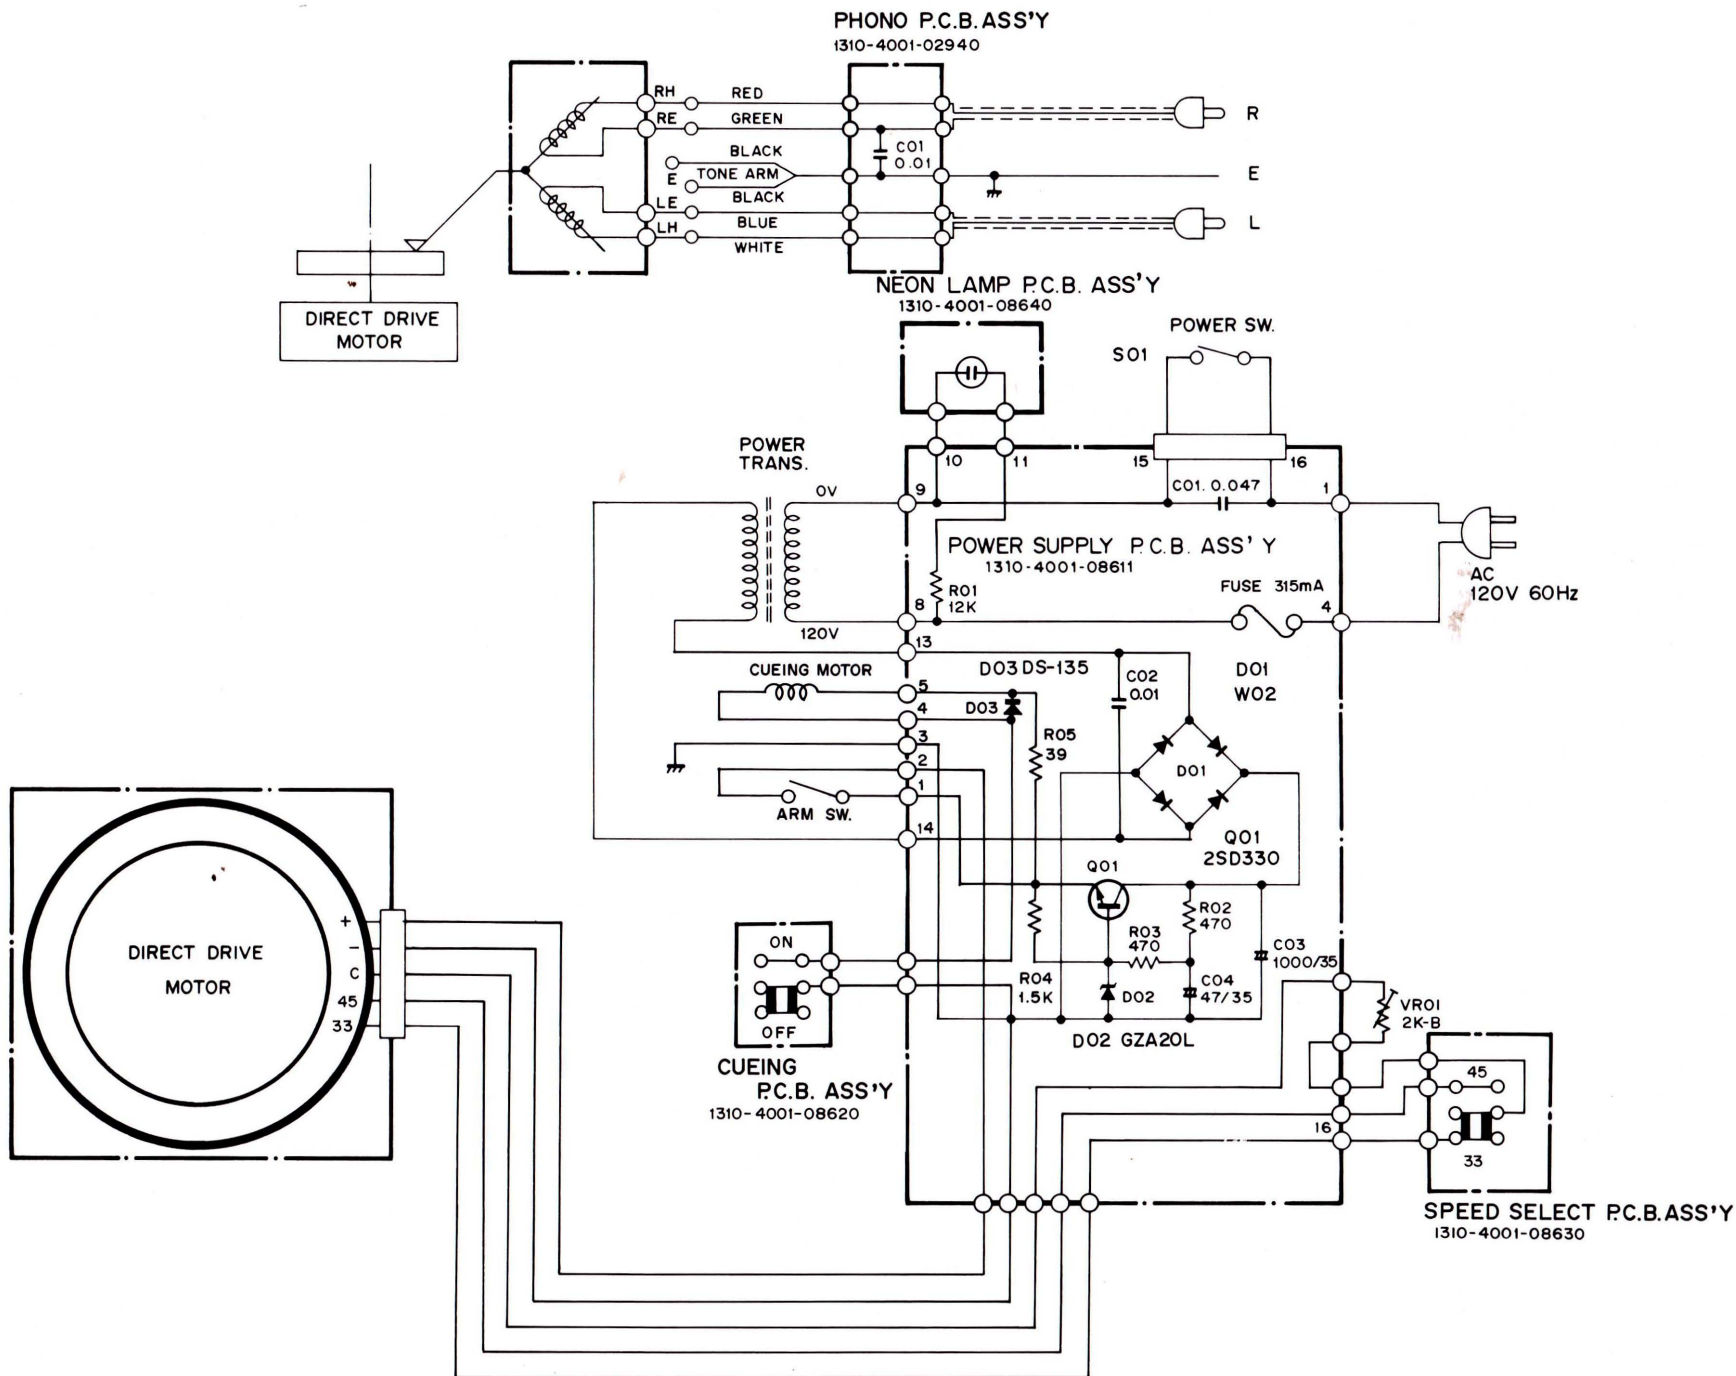 PHONO P.C.B. ASS'Y
1310-4001-02940
RH
RED
RE
GREEN
R
BLACK
C01
0.01
TONE ARM
E
E
BLACK
LE
BLUE
L
LH
WHITE
NEON LAMP P.C.B. ASS'Y
1310-4001-08640
DIRECT DRIVE
MOTOR
POWER SW.
S01
POWER
TRANS.
10
11
15
16
0V
9
C01. 0.047
1
POWER SUPPLY P.C.B. ASS'Y
1310-4001-08611
R01
12K
FUSE 315mA
AC
120V 60Hz
8
4
120V
13
CUEING MOTOR
D03 DS-135
C02
0.01
D01
W02
5
D03
4
R05
39
3
2
D01
1
ARM SW.
14
Q01
2SD330
Q01
R02
470
+
ON
R03
470
C03
1000/35
DIRECT DRIVE
MOTOR
-
C
R04
1.5K
D02
C04
47/35
45
VR01
2K-B
33
OFF
D02 GZA20L
CUEING
P.C.B. ASS'Y
1310-4001-08620
45
16
33
SPEED SELECT P.C.B. ASS'Y
1310-4001-08630